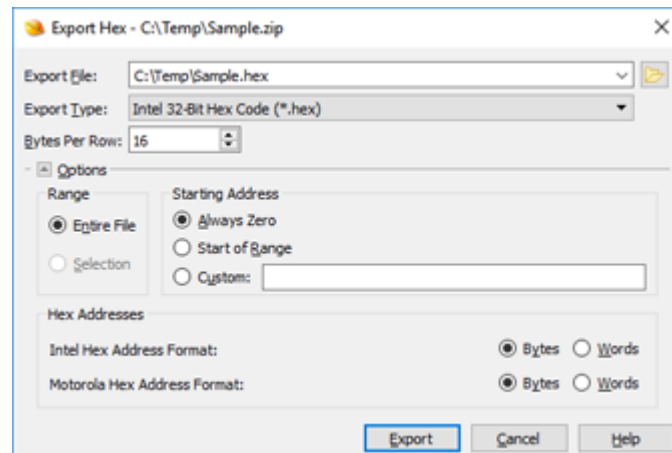 Export Hex - C:\Temp\Sample.zip
Export File: C:\Temp\Sample.hex
Export Type: Intel 32-Bit Hex Code (*.hex)
Bytes Per Row: 16
Options
Range
Entire File
Selection
Starting Address
Always Zero
Start of Range
Custom:
Hex Addresses
Intel Hex Address Format: Bytes Words
Motorola Hex Address Format: Bytes Words
Export Cancel Help